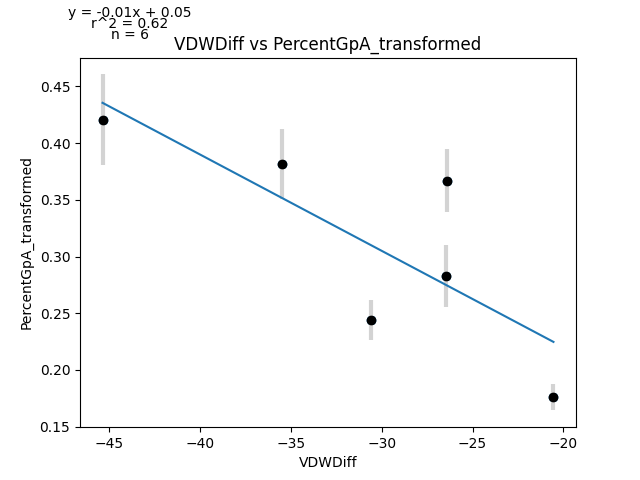 y = -0.01x + 0.05
r^2 = 0.62
n = 6
VDWDiff vs PercentGpA_transformed
PercentGpA_transformed
0.45
0.40
0.35
0.30
0.25
0.20
0.15
−45 −40 −35 −30 −25 −20
VDWDiff